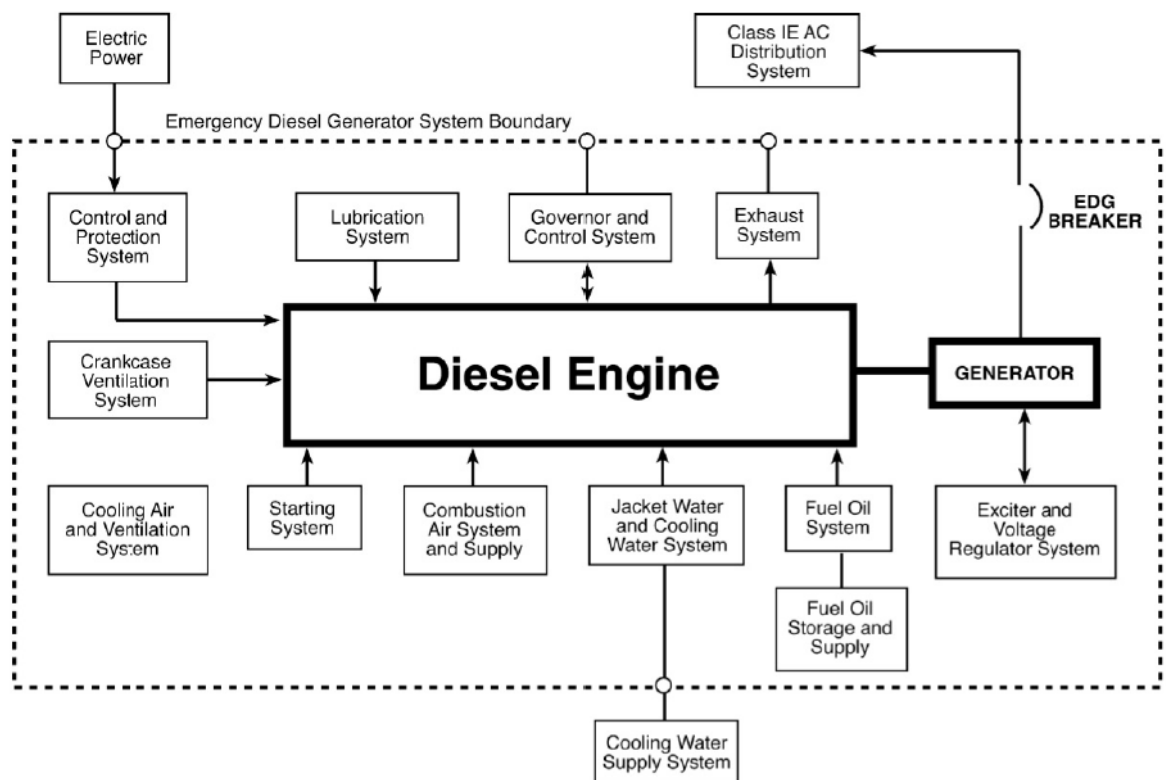 Electric
Power
Class IE AC
Distribution
System
Emergency Diesel Generator System Boundary
Control and
Protection
System
Lubrication
System
Governor and
Control System
Exhaust
System
EDG
BREAKER
Crankcase
Ventilation
System
Diesel Engine
GENERATOR
Cooling Air
and Ventilation
System
Starting
System
Combustion
Air System
and Supply
Jacket Water
and Cooling
Water System
Fuel Oil
System
Exciter and
Voltage
Regulator System
Fuel Oil
Storage and
Supply
Cooling Water
Supply System